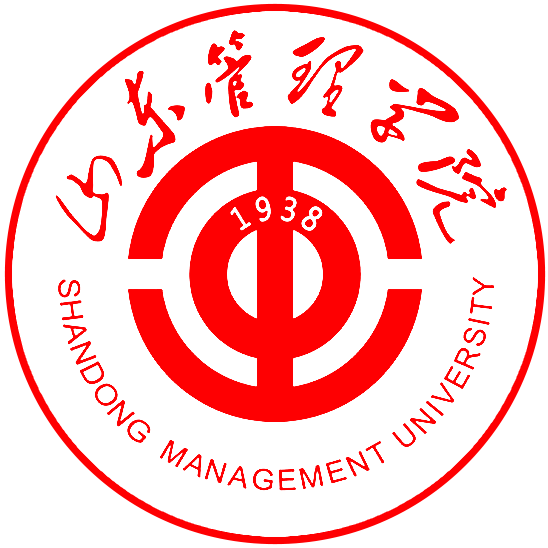 山东管理学院
1938
SHANDONG MANAGEMENT UNIVERSITY